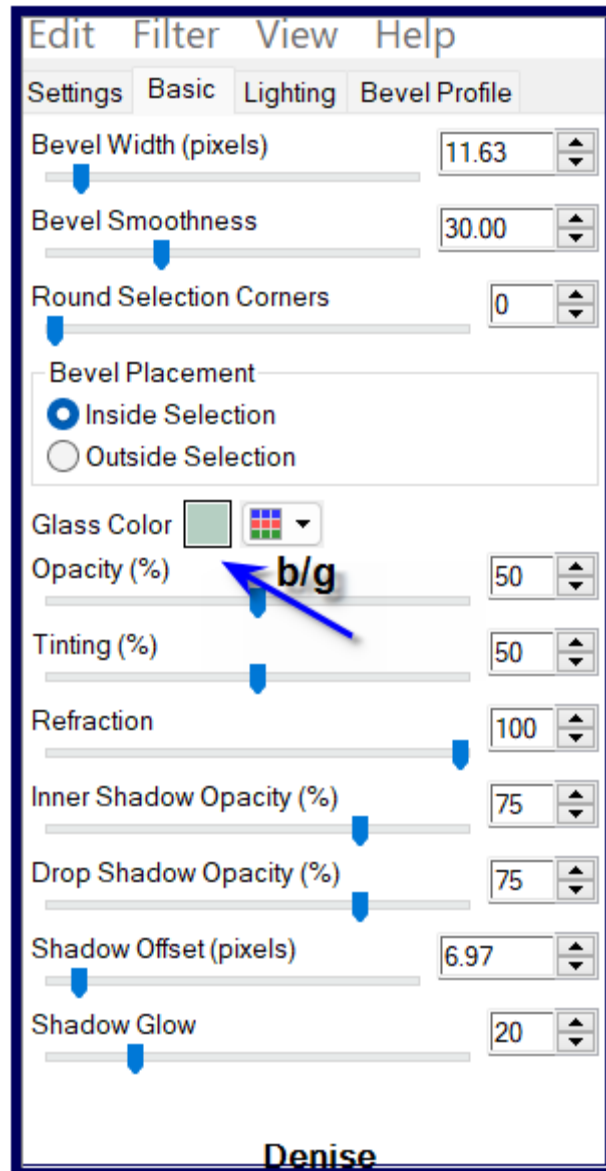 Edit Filter View Help
Settings Basic Lighting Bevel Profile
Bevel Width (pixels) 11.63
Bevel Smoothness 30.00
Round Selection Corners 0
Bevel Placement
Inside Selection
Outside Selection
Glass Color
b/g
Opacity (%) 50
Tinting (%) 50
Refraction 100
Inner Shadow Opacity (%) 75
Drop Shadow Opacity (%) 75
Shadow Offset (pixels) 6.97
Shadow Glow 20
Denise